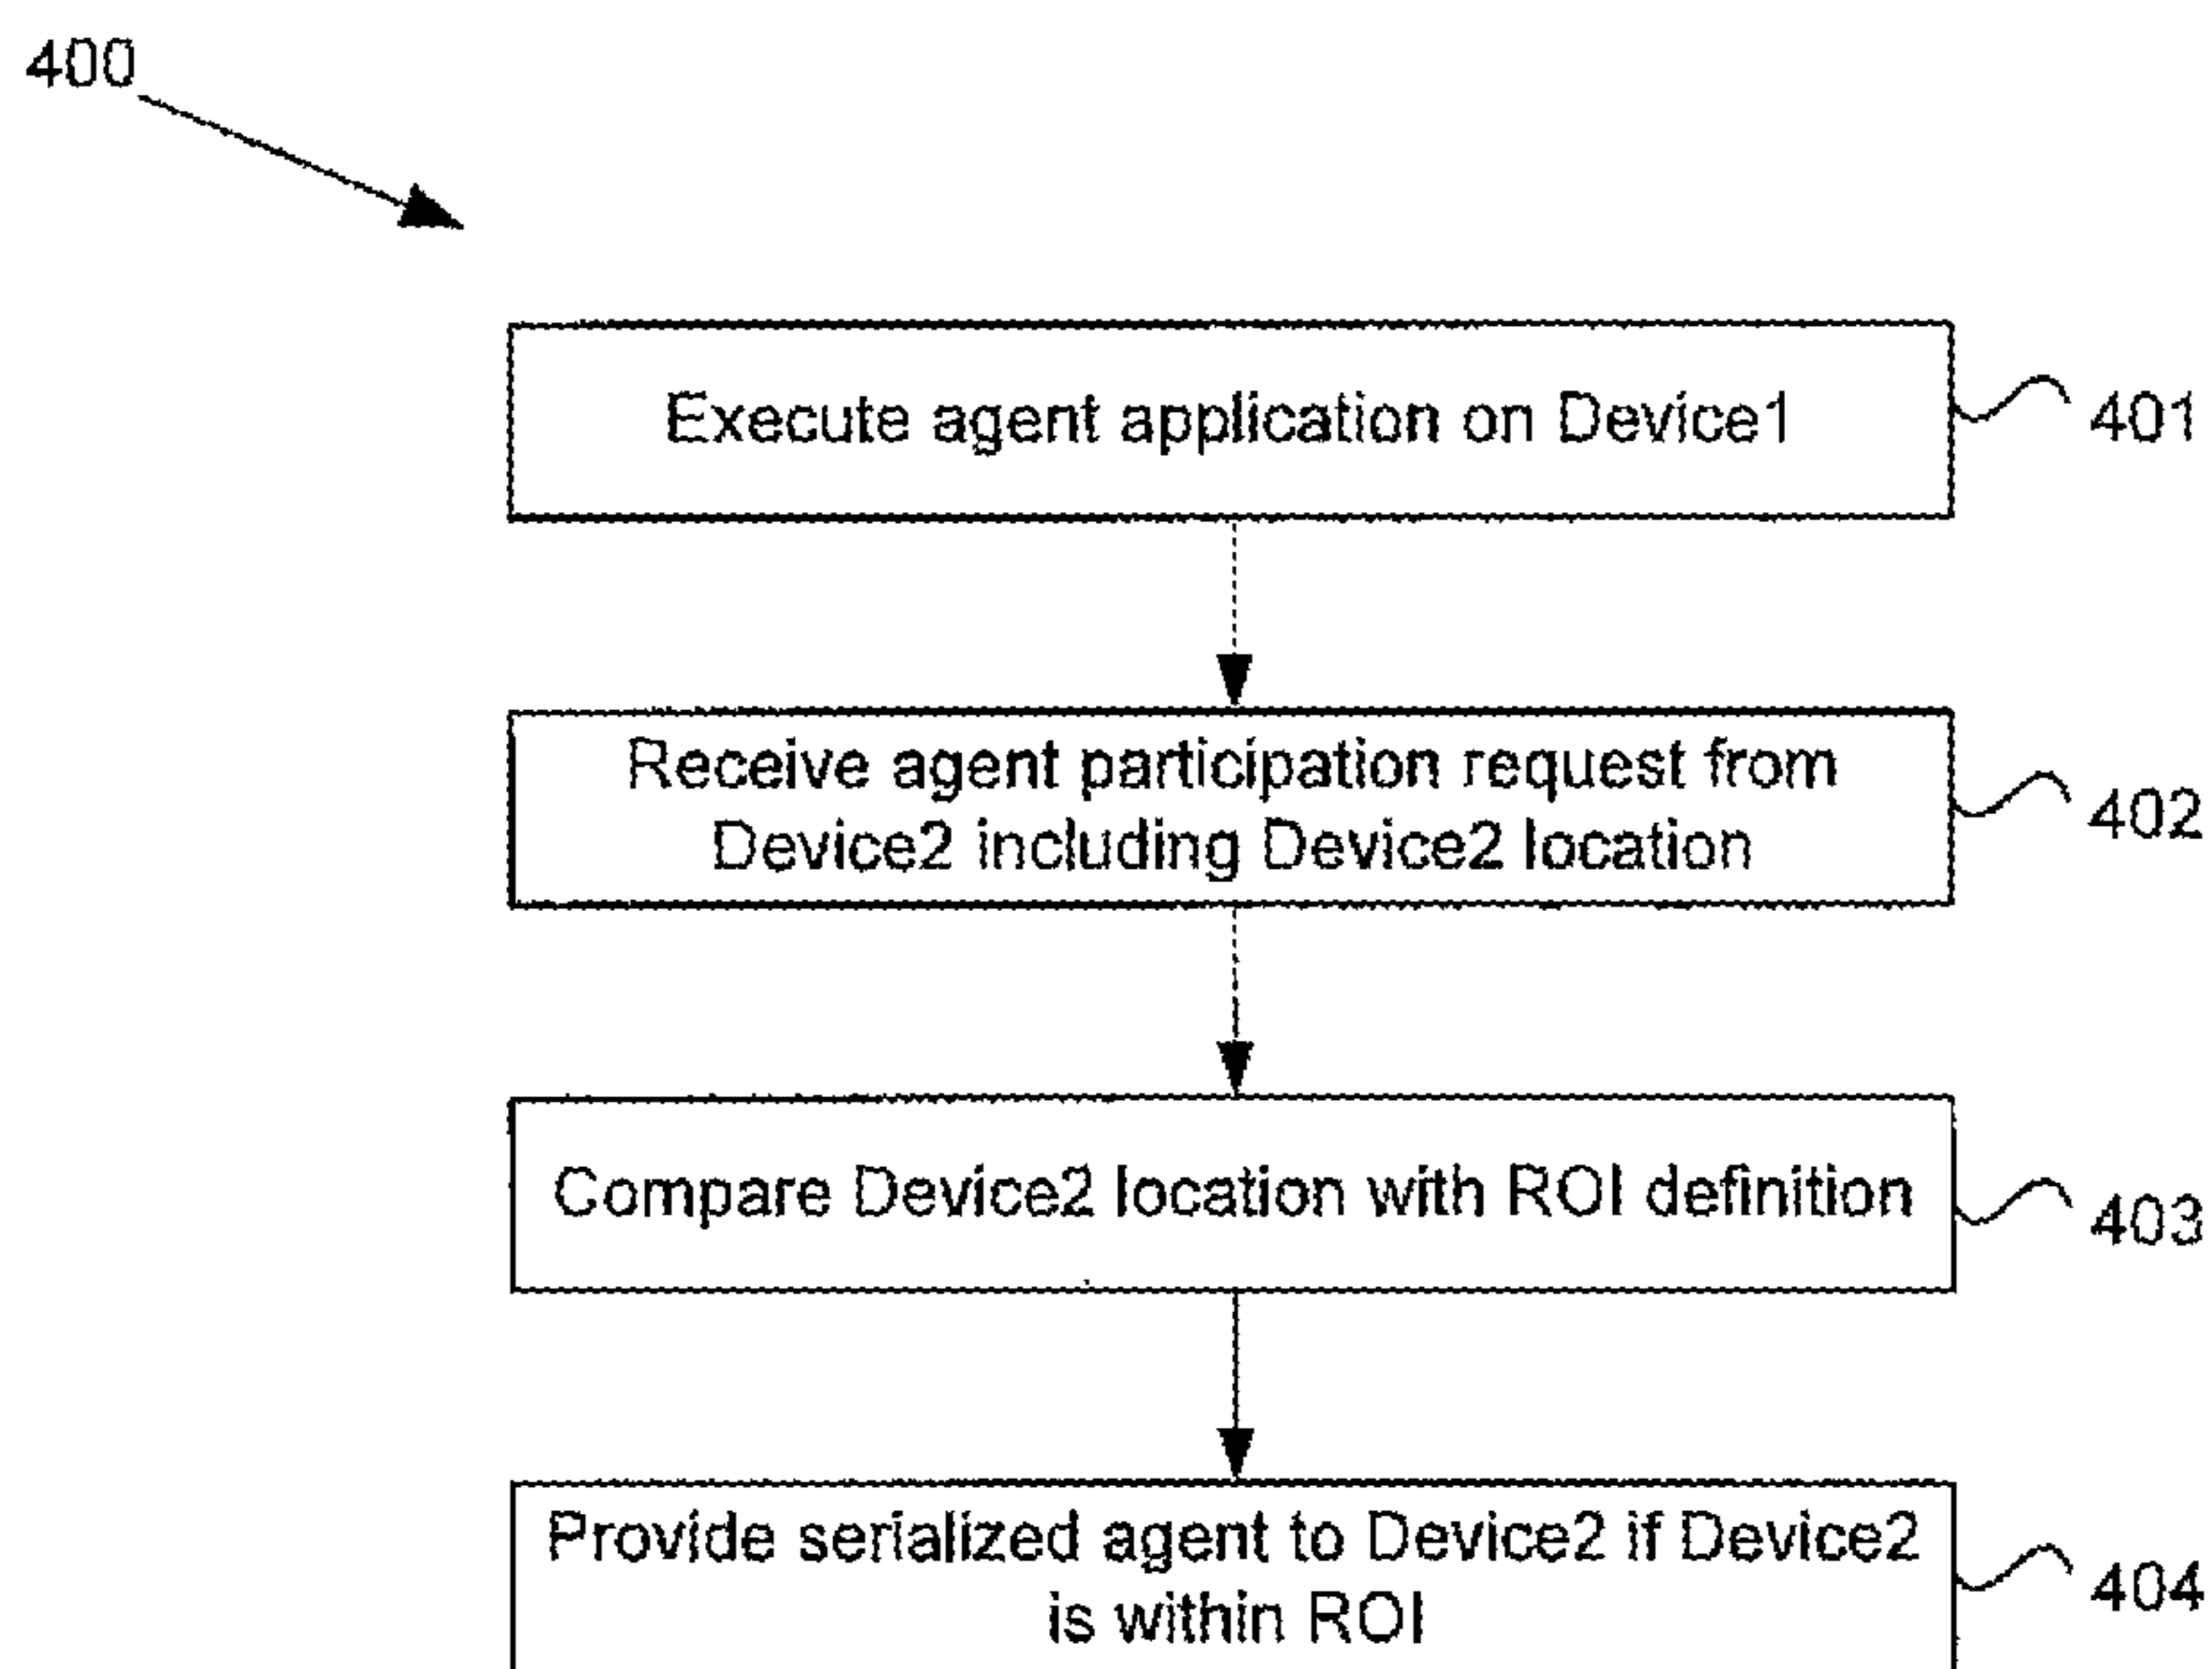 400
Execute agent application on Device1
401
Receive agent participation request from
Device2 including Device2 location
402
Compare Device2 location with ROI definition
403
Provide serialized agent to Device2 if Device2
is within ROI
404